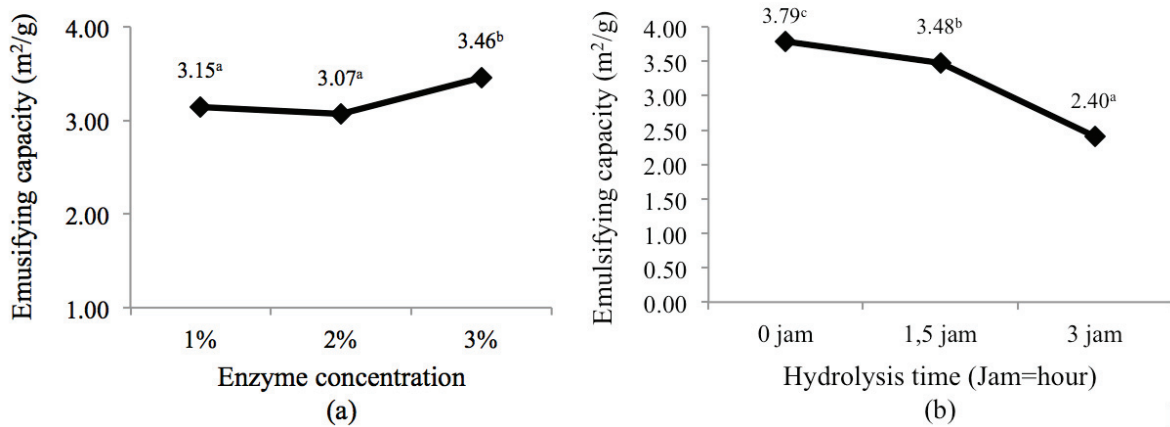 Emusifying capacity (m²/g)
4.00
3.00
2.00
1.00
3.15ᵃ
3.07ᵃ
3.46ᵇ
1%
2%
3%
Enzyme concentration
(a)
Emulsifying capacity (m²/g)
4.00
3.50
3.00
2.50
2.00
1.50
1.00
0.50
0.00
3.79ᶜ
3.48ᵇ
2.40ᵃ
0 jam
1,5 jam
3 jam
Hydrolysis time (Jam=hour)
(b)